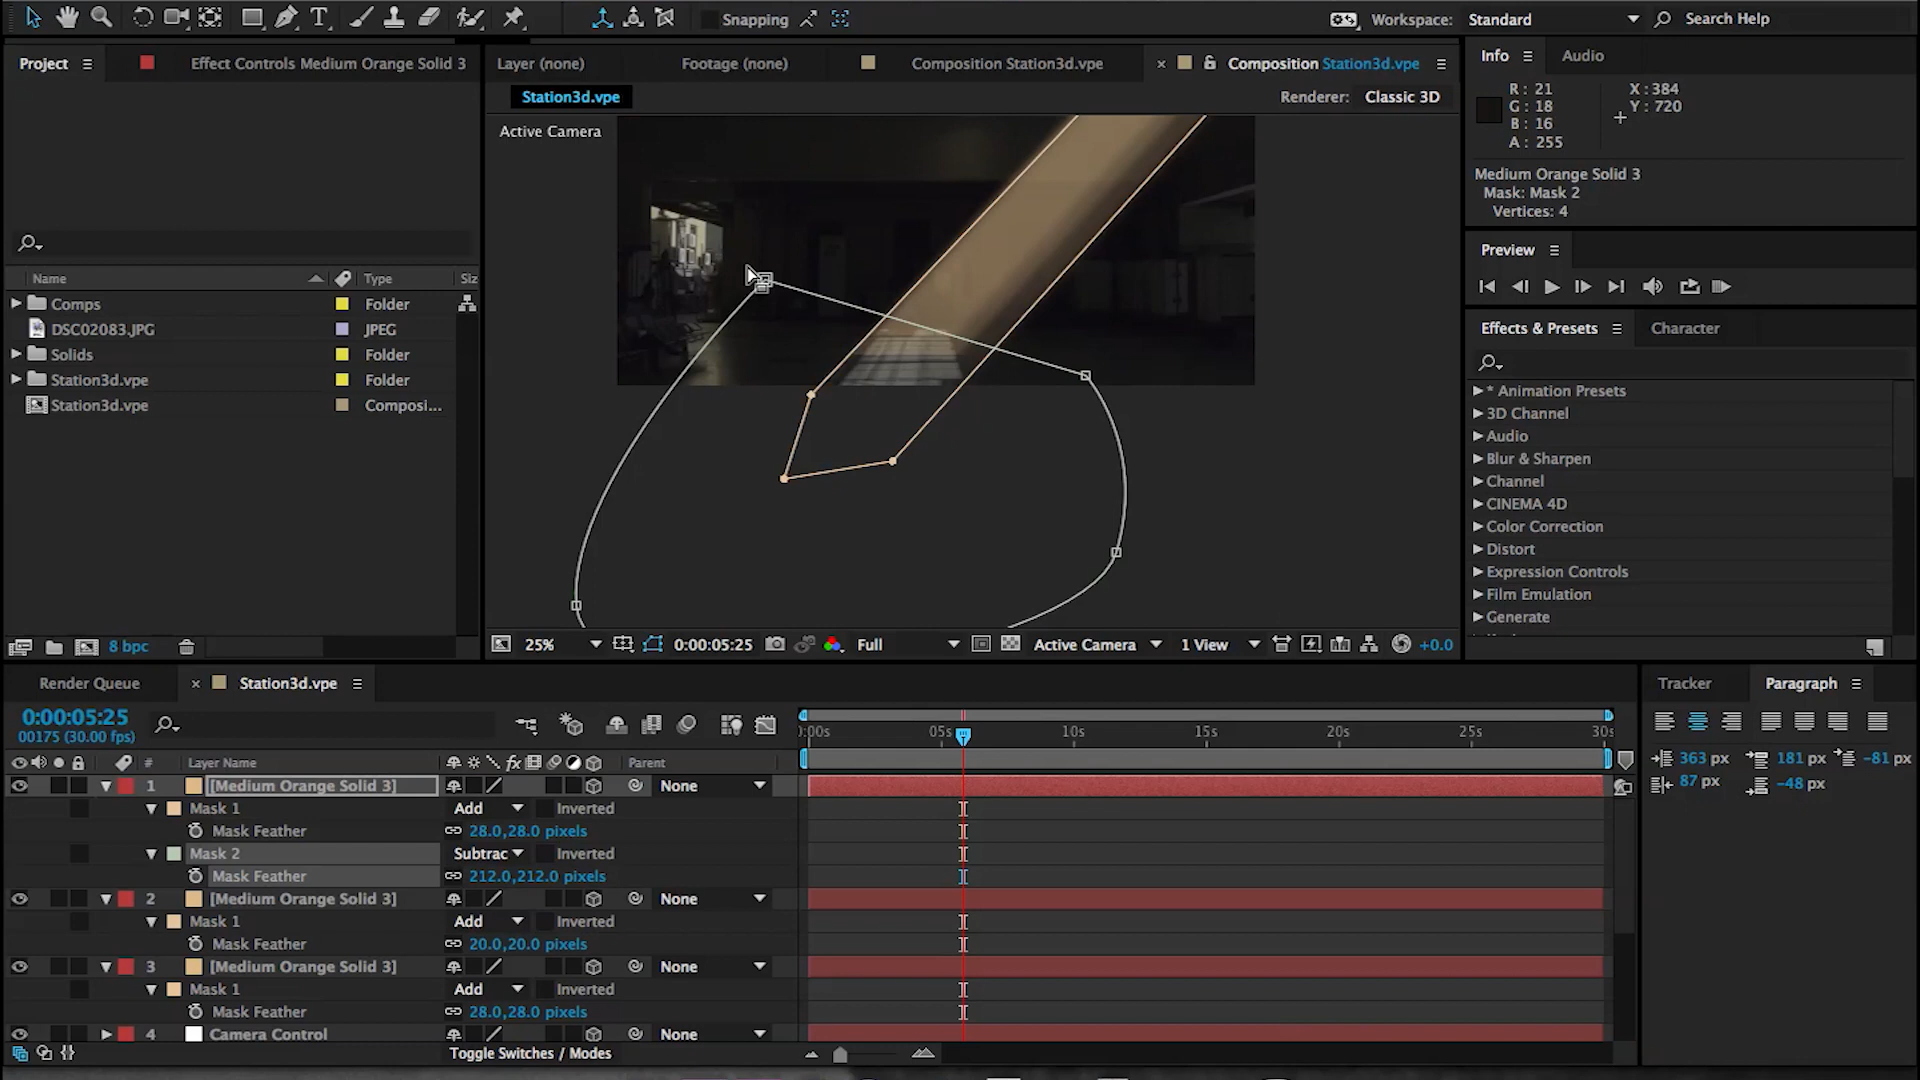 Snapping
Workspace: Standard
Search Help
Project
Effect Controls Medium Orange Solid 3
Layer (none)
Footage (none)
Composition Station3d.vpe
Composition Station3d.vpe
Info
Audio
Station3d.vpe
Renderer: Classic 3D
Active Camera
R: 21
G: 18
B: 16
A: 255
X: 384
Y: 720
Medium Orange Solid 3
Mask: Mask 2
Vertices: 4
Preview
Name
Type
Siz
Comps
Folder
DSC02083.JPG
JPEG
Solids
Folder
Station3d.vpe
Folder
Station3d.vpe
Composi...
8 bpc
25%
0:00:05:25
Full
Active Camera
1 View
+0.0
Effects & Presets
Character
* Animation Presets
3D Channel
Audio
Blur & Sharpen
Channel
CINEMA 4D
Color Correction
Distort
Expression Controls
Film Emulation
Generate
Render Queue
Station3d.vpe
0:00:05:25
00175 (30.00 fps)
:00s
05s
10s
15s
20s
25s
30s
#
Layer Name
Parent
1
[Medium Orange Solid 3]
None
Mask 1
Add
Inverted
Mask Feather
28.0,28.0 pixels
Mask 2
Subtrac
Inverted
Mask Feather
212.0,212.0 pixels
2
[Medium Orange Solid 3]
None
Mask 1
Add
Inverted
Mask Feather
20.0,20.0 pixels
3
[Medium Orange Solid 3]
None
Mask 1
Add
Inverted
Mask Feather
28.0,28.0 pixels
4
Camera Control
None
Toggle Switches / Modes
Tracker
Paragraph
363 px
181 px
-81 px
87 px
-48 px